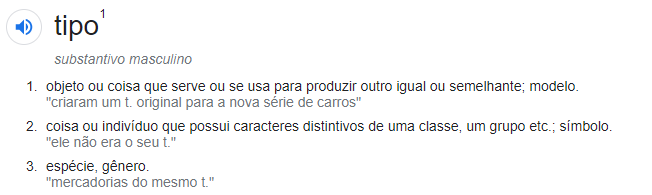 tipo¹
substantivo masculino
1. objeto ou coisa que serve ou se usa para produzir outro igual ou semelhante; modelo.
"criaram um t. original para a nova série de carros"
2. coisa ou indivíduo que possui caracteres distintivos de uma classe, um grupo etc.; símbolo.
"ele não era o seu t."
3. espécie, gênero.
"mercadorias do mesmo t."